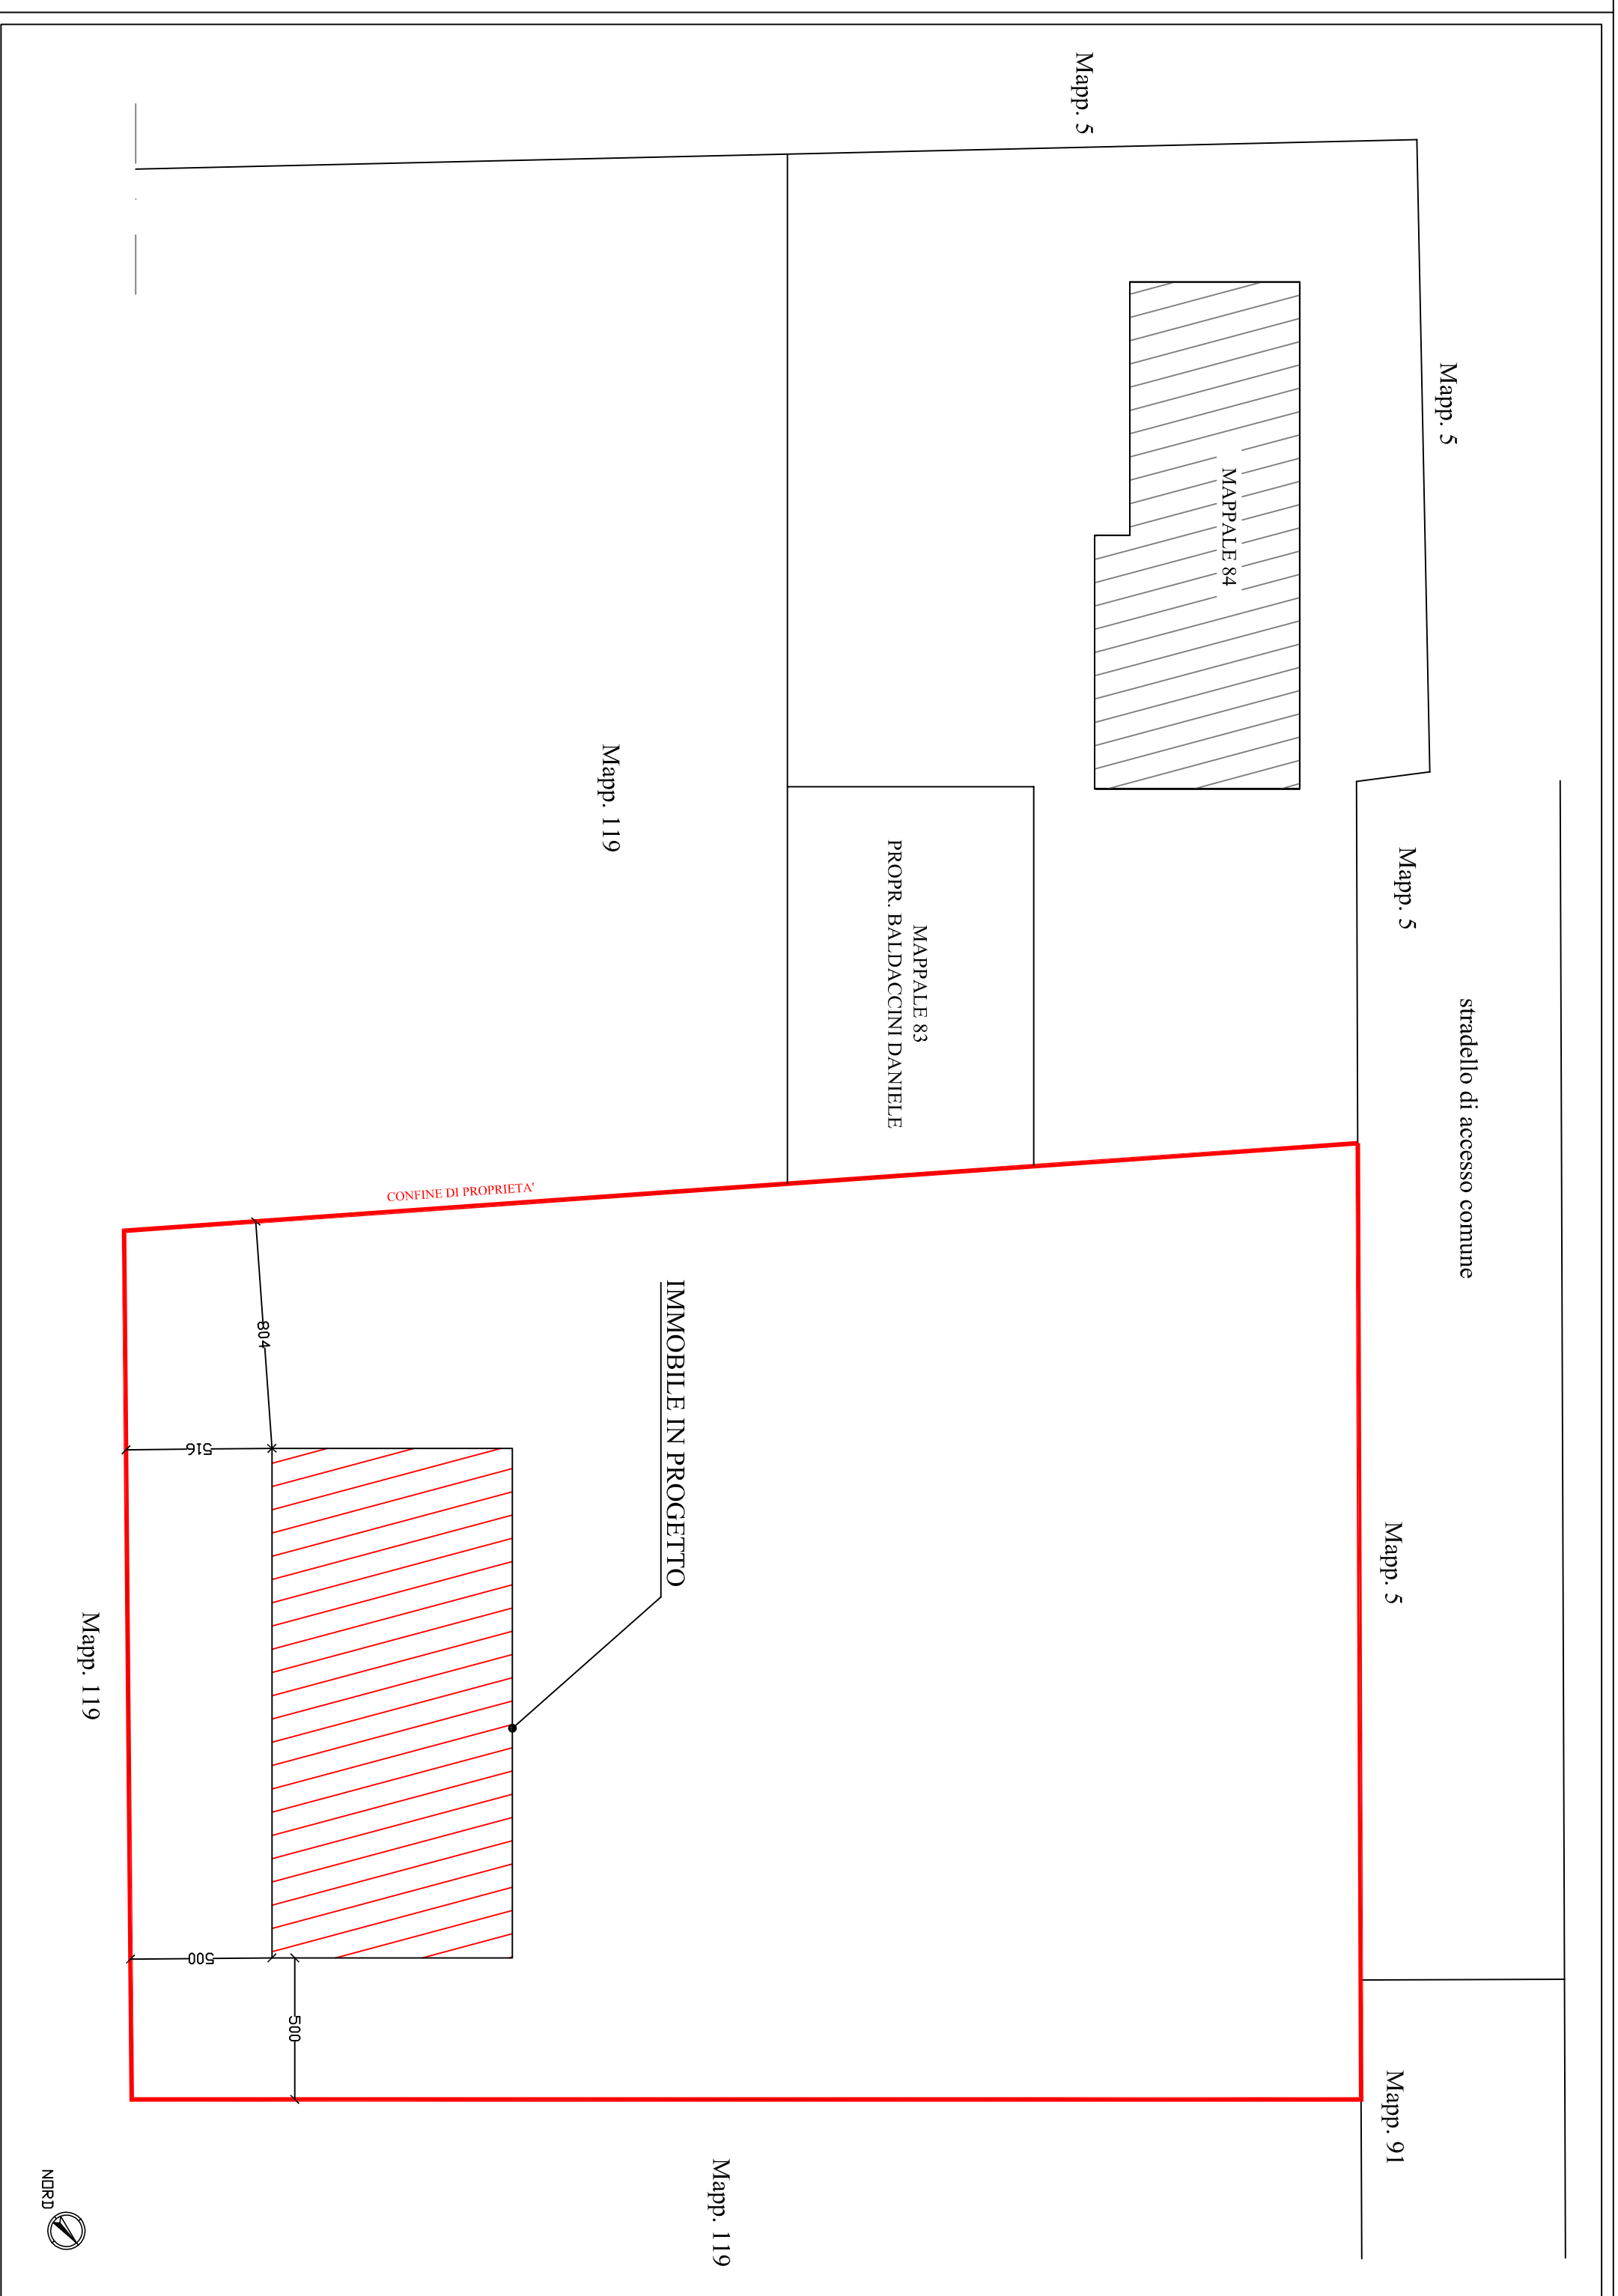 Mapp. 5
Mapp. 5
MAPPALE 84
Mapp. 5
stradello di accesso comune
MAPPALE 83
PROPR. BALDACCINI DANIELE
Mapp. 119
CONFINE DI PROPRIETA'
IMMOBILE IN PROGETTO
Mapp. 5
804
516
500
500
Mapp. 119
Mapp. 91
Mapp. 119
NORD